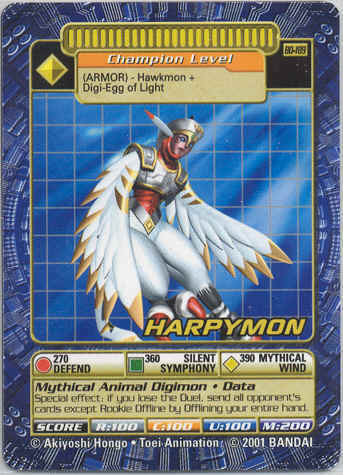 BO-189
Champion Level
(ARMOR) - Hawkmon +
Digi-Egg of Light
HARPYMON
270 DEFEND
360 SILENT SYMPHONY
390 MYTHICAL WIND
Mythical Animal Digimon • Data
Special effect: if you lose the Duel, send all opponent's
cards except Rookie Offline by Offlining your entire hand.
SCORE R:100 C:100 U:100 M:200
© Akiyoshi Hongo • Toei Animation © 2001 BANDAI